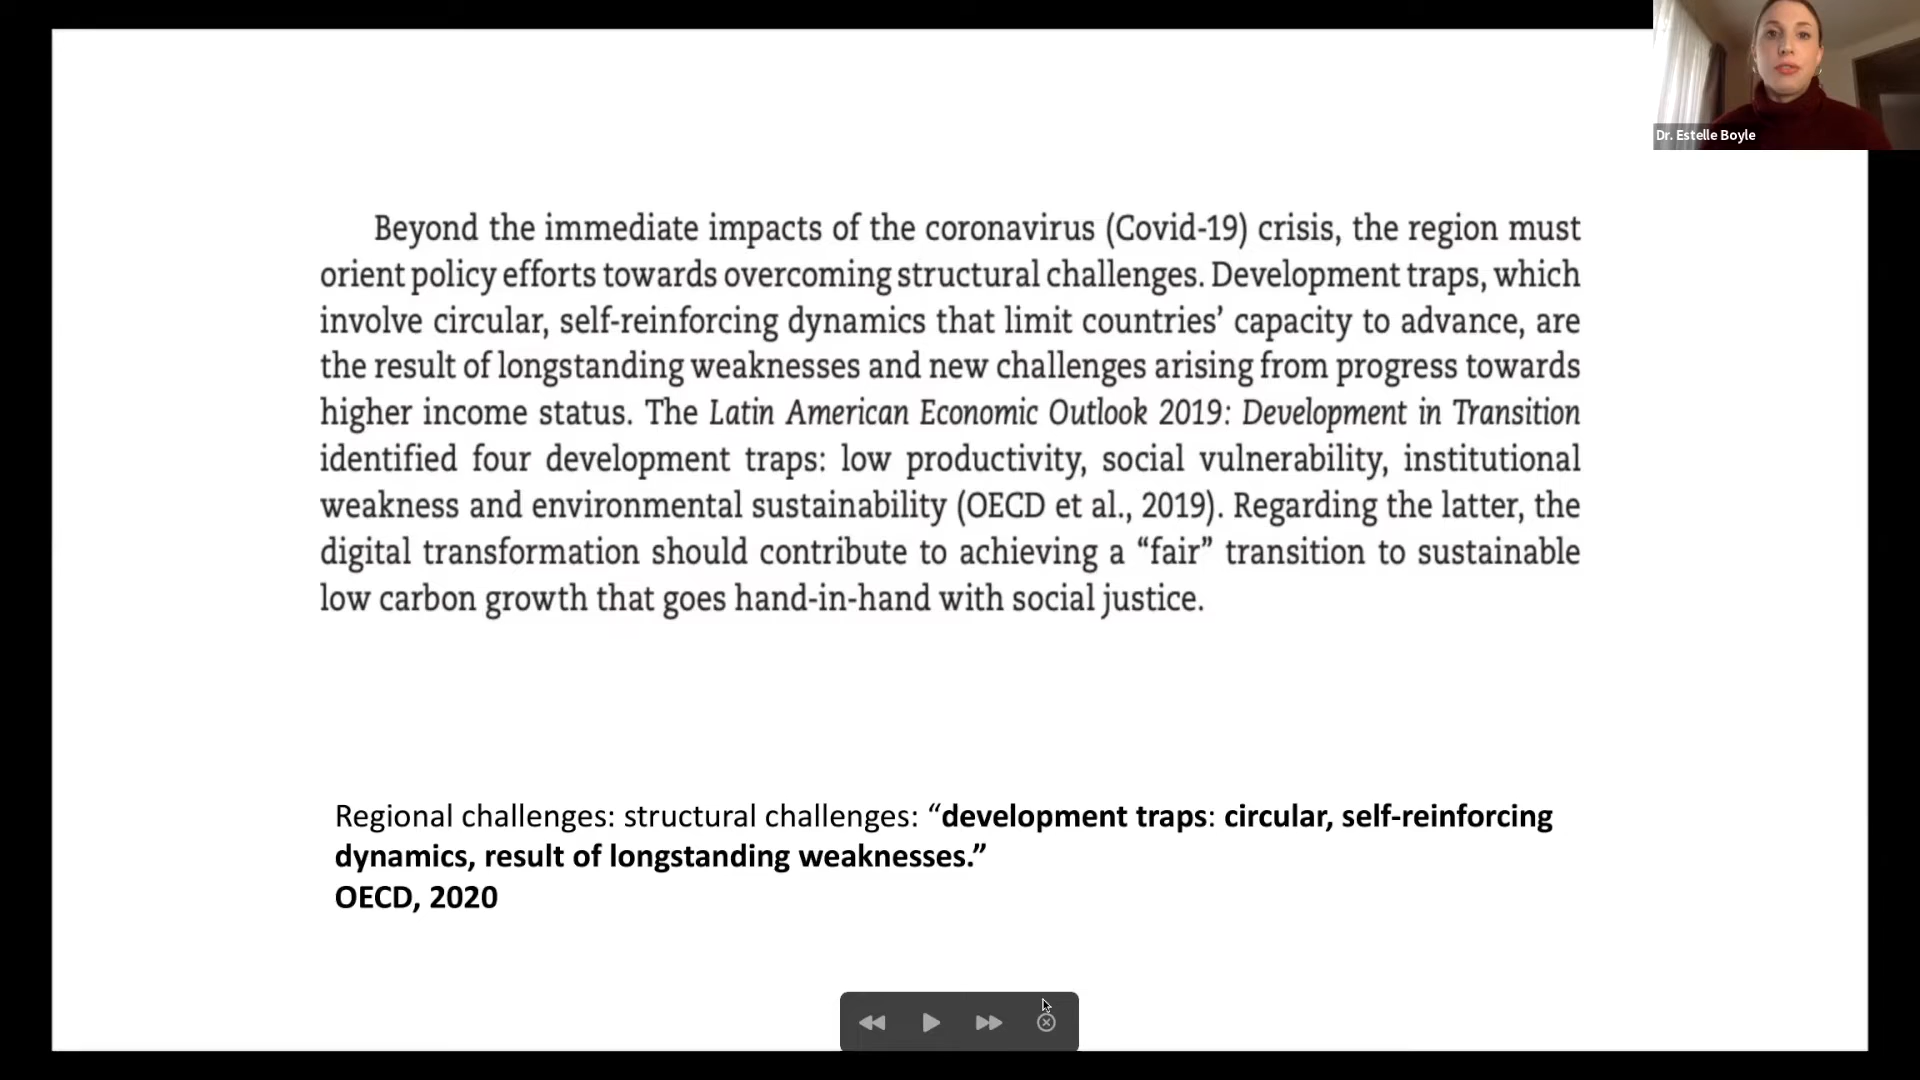 Dr. Estelle Boyle
Beyond the immediate impacts of the coronavirus (Covid-19) crisis, the region must
orient policy efforts towards overcoming structural challenges. Development traps, which
involve circular, self-reinforcing dynamics that limit countries’ capacity to advance, are
the result of longstanding weaknesses and new challenges arising from progress towards
higher income status. The Latin American Economic Outlook 2019: Development in Transition
identified four development traps: low productivity, social vulnerability, institutional
weakness and environmental sustainability (OECD et al., 2019). Regarding the latter, the
digital transformation should contribute to achieving a “fair” transition to sustainable
low carbon growth that goes hand-in-hand with social justice.
Regional challenges: structural challenges: “development traps: circular, self-reinforcing
dynamics, result of longstanding weaknesses.”
OECD, 2020